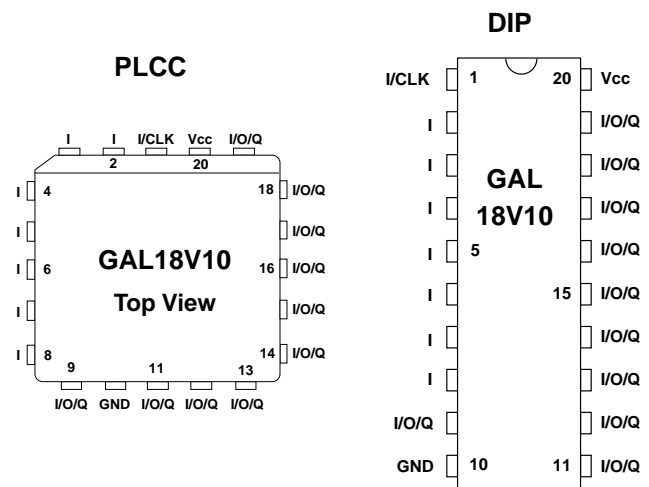 PLCC
I I I/CLK Vcc I/O/Q
2 20
I 4 18 I/O/Q
I I/O/Q
I 6 GAL18V10 16 I/O/Q
I Top View I/O/Q
I 8 14 I/O/Q
9 11 13
I/O/Q GND I/O/Q I/O/Q I/O/Q
DIP
I/CLK 1 20 Vcc
I I/O/Q
I I/O/Q
GAL
I 18V10 I/O/Q
I 5 I/O/Q
I 15 I/O/Q
I I/O/Q
I I/O/Q
I/O/Q I/O/Q
GND 10 11 I/O/Q